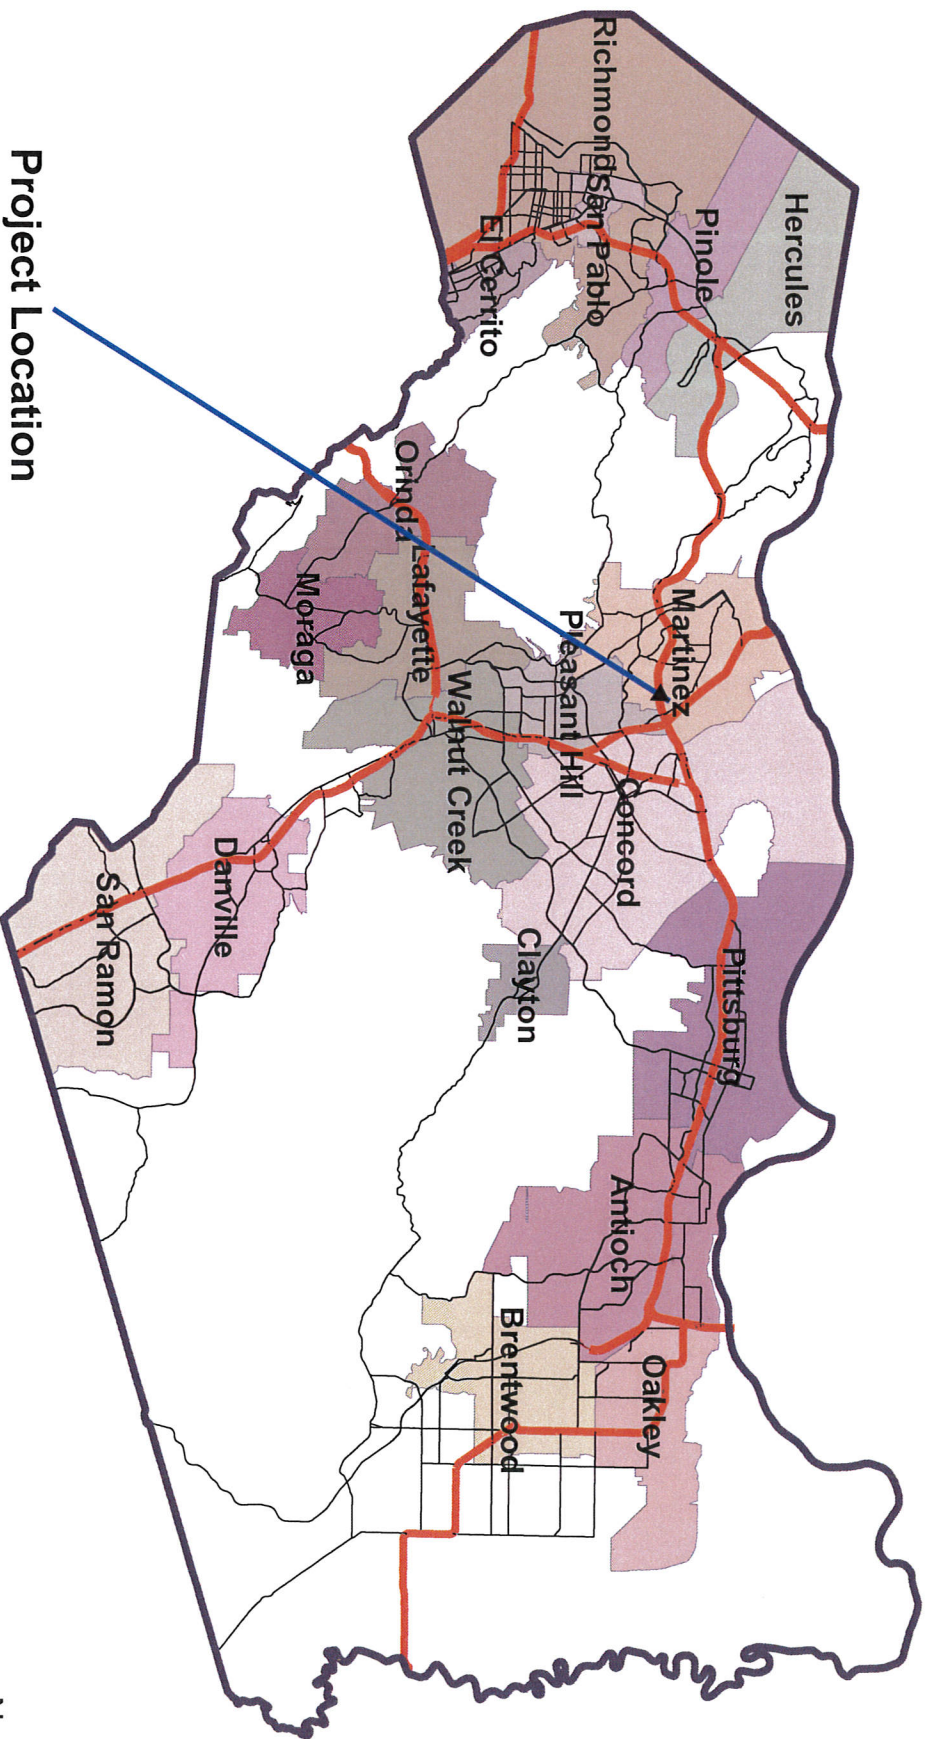 Richmond
San Pablo
El Cerrito
Pinole
Hercules
Martinez
Pleasant Hill
Orinda
Lafayette
Moraga
Walnut Creek
Concord
Clayton
Pittsburg
Antioch
Oakley
Brentwood
Danville
San Ramon
Project Location